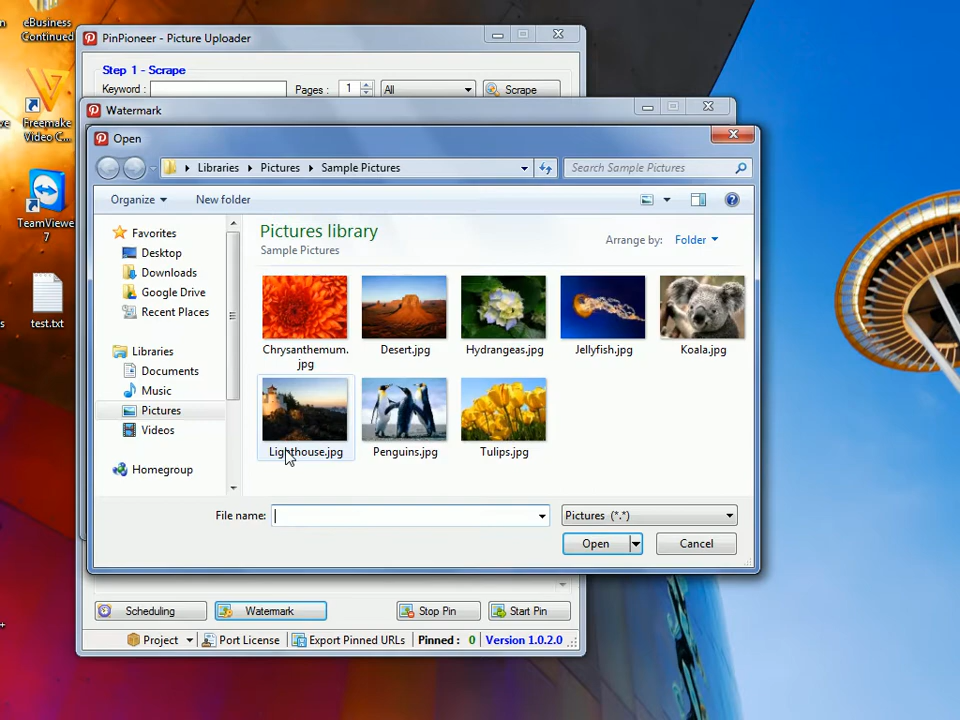 eBusiness
Continued
Freemake
Video C...
TeamViewer
7
test.txt
PinPioneer - Picture Uploader
Step 1 - Scrape
Keyword :
Pages :
1
All
Scrape
Watermark
Open
Libraries
Pictures
Sample Pictures
Search Sample Pictures
Organize
New folder
Favorites
Desktop
Downloads
Google Drive
Recent Places
Libraries
Documents
Music
Pictures
Videos
Homegroup
Pictures library
Sample Pictures
Arrange by: Folder
Chrysanthemum.
jpg
Desert.jpg
Hydrangeas.jpg
Jellyfish.jpg
Koala.jpg
Lighthouse.jpg
Penguins.jpg
Tulips.jpg
File name:
Pictures (*.*)
Open
Cancel
Scheduling
Watermark
Stop Pin
Start Pin
Project
Port License
Export Pinned URLs
Pinned : 0
Version 1.0.2.0